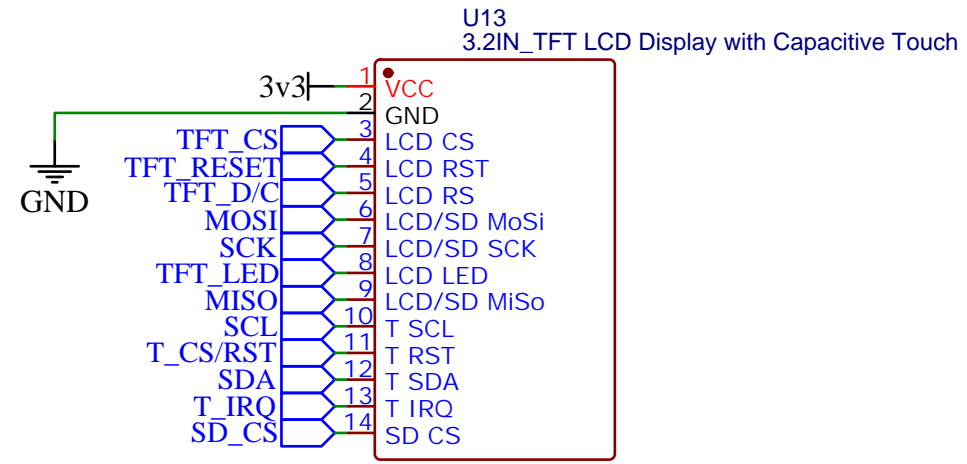 U13
3.2IN_TFT LCD Display with Capacitive Touch
3v3 1 VCC
GND 2 GND
TFT_CS 3 LCD CS
TFT_RESET 4 LCD RST
TFT_D/C 5 LCD RS
MOSI 6 LCD/SD MoSi
SCK 7 LCD/SD SCK
TFT_LED 8 LCD LED
MISO 9 LCD/SD MiSo
SCL 10 T SCL
T_CS/RST 11 T RST
SDA 12 T SDA
T_IRQ 13 T IRQ
SD_CS 14 SD CS